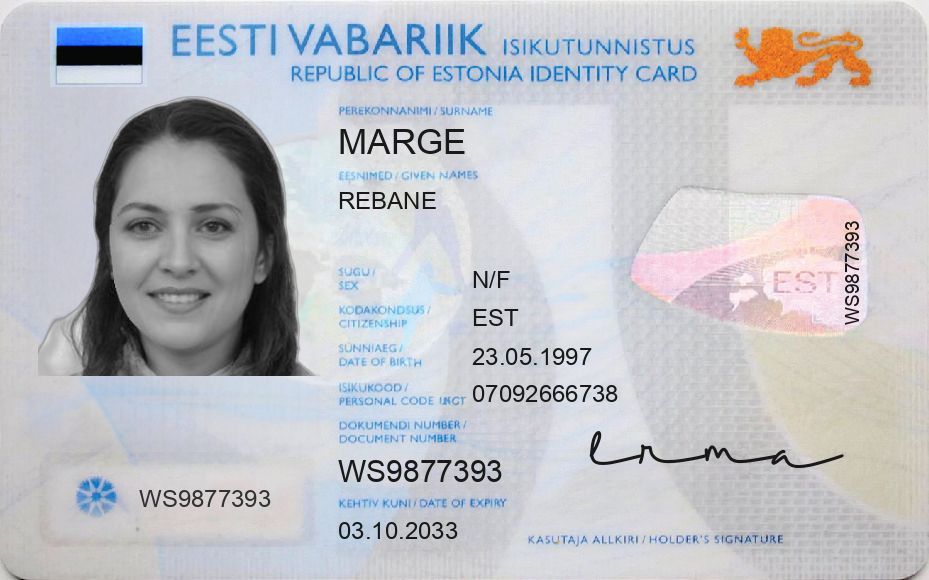 EESTI VABARIIK ISIKUTUNNISTUS
REPUBLIC OF ESTONIA IDENTITY CARD
PEREKONNANIMI / SURNAME
MARGE
EESNIMED / GIVEN NAMES
REBANE
SUGU /
SEX
N/F
KODAKONDSUS /
CITIZENSHIP
EST
SÜNNIAEG /
DATE OF BIRTH
23.05.1997
ISIKUKOOD /
PERSONAL CODE
07092666738
DOKUMENDI NUMBER /
DOCUMENT NUMBER
WS9877393
KEHTIV KUNI / DATE OF EXPIRY
03.10.2033
WS9877393
EST
WS9877393
erma
KASUTAJA ALLKIRI / HOLDER'S SIGNATURE